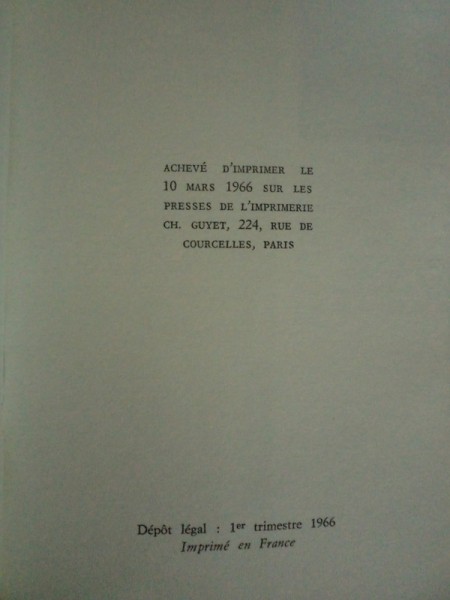 ACHEVÉ D'IMPRIMER LE
10 MARS 1966 SUR LES
PRESSES DE L'IMPRIMERIE
CH. GUYET, 224, RUE DE
COURCELLES, PARIS
Dépôt légal : 1er trimestre 1966
Imprimé en France